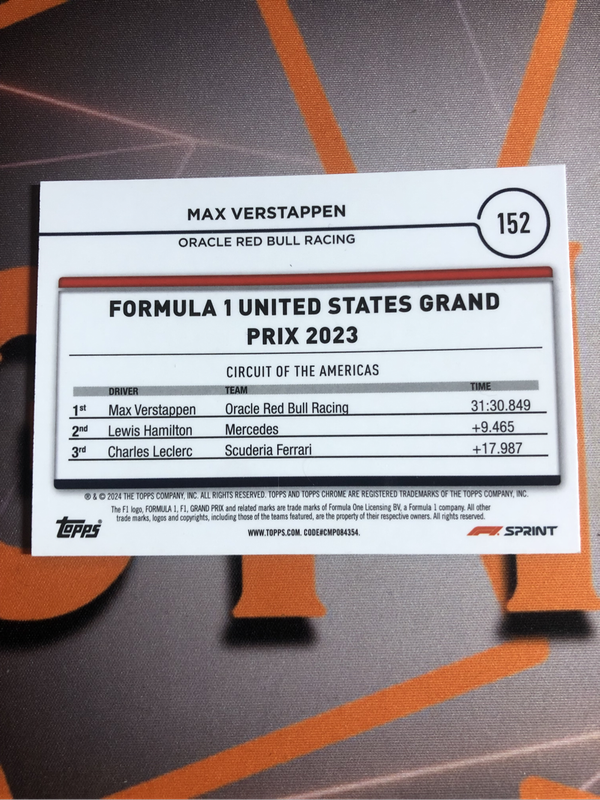 MAX VERSTAPPEN
152
ORACLE RED BULL RACING
FORMULA 1 UNITED STATES GRAND
PRIX 2023
CIRCUIT OF THE AMERICAS
DRIVER TEAM TIME
1st Max Verstappen Oracle Red Bull Racing 31:30.849
2nd Lewis Hamilton Mercedes +9.465
3rd Charles Leclerc Scuderia Ferrari +17.987
® & © 2024 THE TOPPS COMPANY, INC. ALL RIGHTS RESERVED. TOPPS AND TOPPS CHROME ARE REGISTERED TRADEMARKS OF THE TOPPS COMPANY, INC.
The F1 logo, FORMULA 1, F1, GRAND PRIX and related marks are trade marks of Formula One Licensing BV, a Formula 1 company. All other
trade marks, logos and copyrights, including those of the teams featured, are the property of their respective owners. All rights reserved.
Topps® WWW.TOPPS.COM. CODE#CMP084354. F1 SPRINT